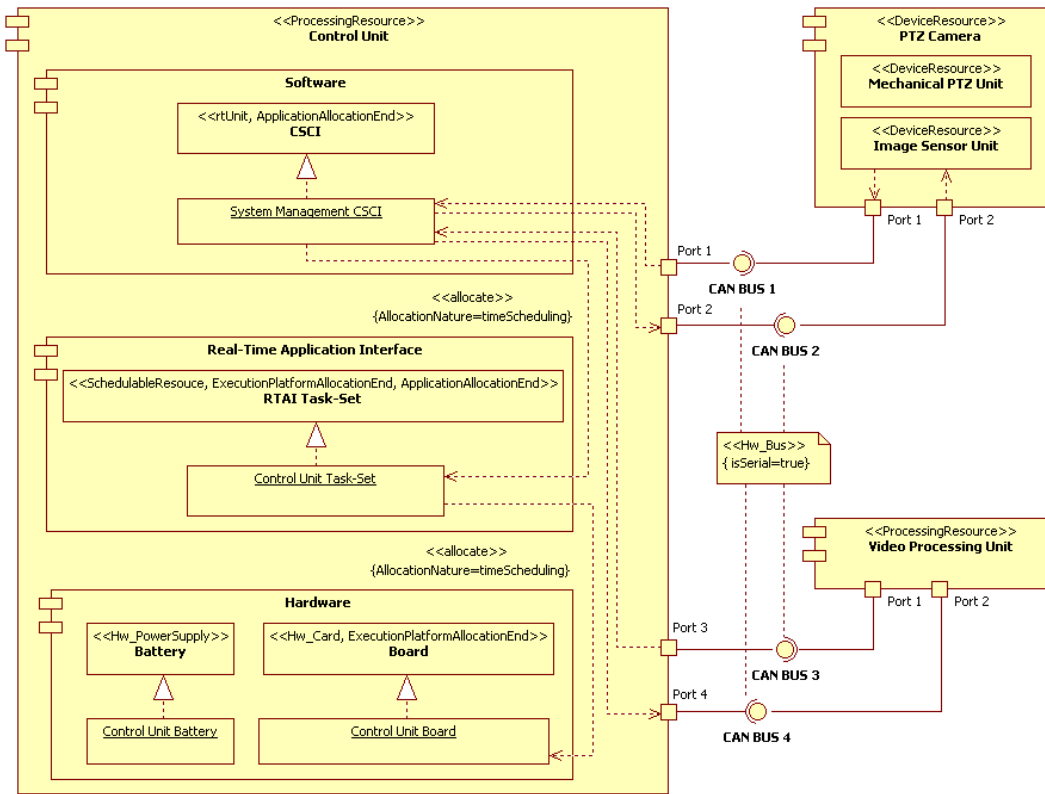 <<ProcessingResource>>
Control Unit
Software
<<rtUnit, ApplicationAllocationEnd>>
CSCI
System Management CSCI
<<allocate>>
{AllocationNature=timeScheduling}
Real-Time Application Interface
<<SchedulableResouce, ExecutionPlatformAllocationEnd, ApplicationAllocationEnd>>
RTAI Task-Set
Control Unit Task-Set
<<allocate>>
{AllocationNature=timeScheduling}
Hardware
<<Hw_PowerSupply>>
Battery
Control Unit Battery
<<Hw_Card, ExecutionPlatformAllocationEnd>>
Board
Control Unit Board
Port 1
Port 2
Port 3
Port 4
CAN BUS 1
CAN BUS 2
<<Hw_Bus>>
{ isSerial=true}
CAN BUS 3
CAN BUS 4
<<DeviceResource>>
PTZ Camera
<<DeviceResource>>
Mechanical PTZ Unit
<<DeviceResource>>
Image Sensor Unit
Port 1
Port 2
<<ProcessingResource>>
Video Processing Unit
Port 1
Port 2